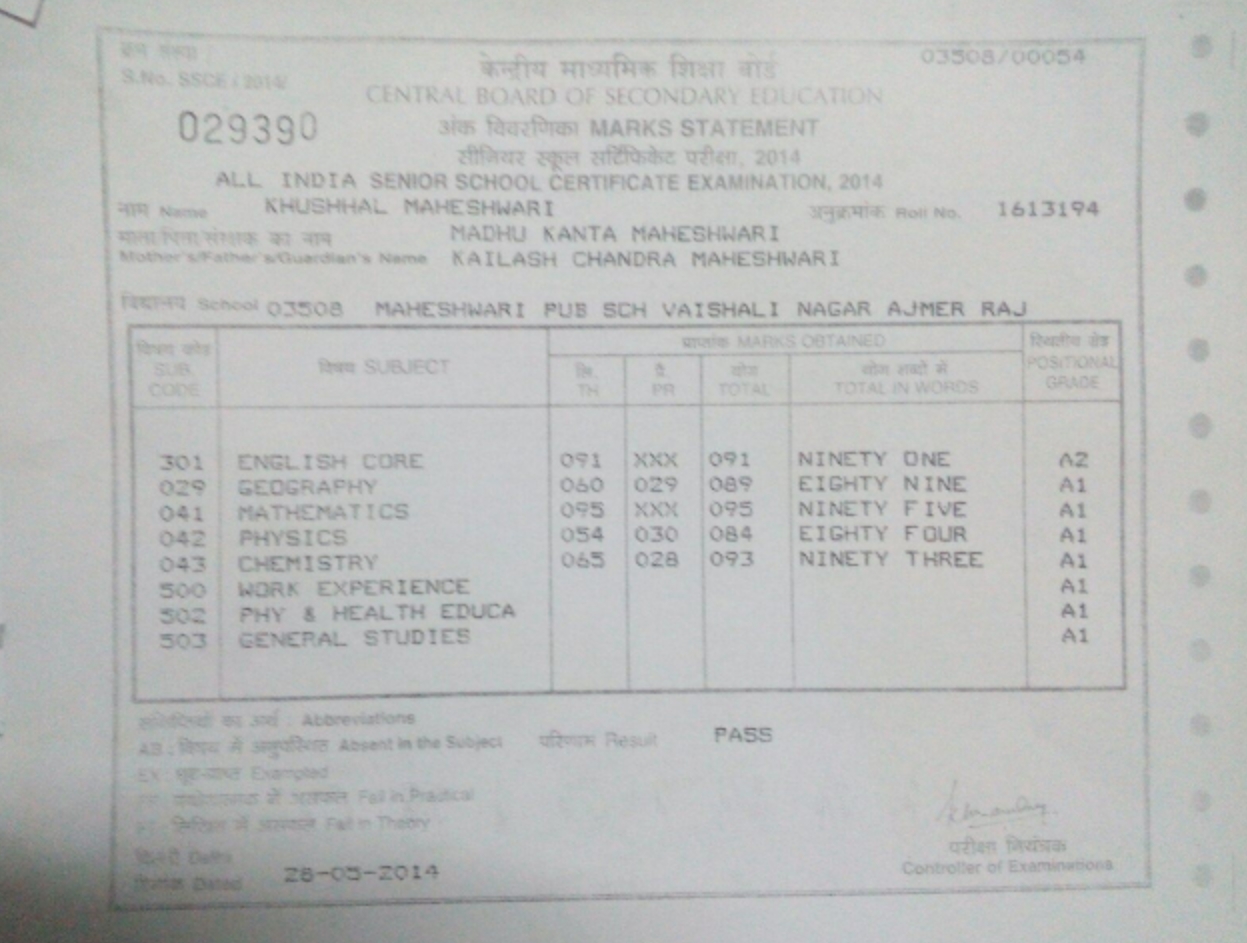 क्रम संख्या 03508/00054
S.No. SSCE / 2014/ केन्द्रीय माध्यमिक शिक्षा बोर्ड
CENTRAL BOARD OF SECONDARY EDUCATION
029390 अंक विवरणिका MARKS STATEMENT
सीनियर स्कूल सर्टिफिकेट परीक्षा, 2014
ALL INDIA SENIOR SCHOOL CERTIFICATE EXAMINATION, 2014
नाम Name KHUSHHAL MAHESHWARI अनुक्रमांक Roll No. 1613194
माता/पिता/संरक्षक का नाम MADHU KANTA MAHESHWARI
Mother's/Father's/Guardian's Name KAILASH CHANDRA MAHESHWARI
विद्यालय School 03508 MAHESHWARI PUB SCH VAISHALI NAGAR AJMER RAJ
विषय कोड SUB. CODE विषय SUBJECT प्राप्तांक MARKS OBTAINED स्थितीय ग्रेड POSITIONAL GRADE
लि. TH प्रै. PR योग TOTAL योग शब्दों में TOTAL IN WORDS
301 ENGLISH CORE 091 XXX 091 NINETY ONE A2
029 GEOGRAPHY 060 029 089 EIGHTY NINE A1
041 MATHEMATICS 095 XXX 095 NINETY FIVE A1
042 PHYSICS 054 030 084 EIGHTY FOUR A1
043 CHEMISTRY 065 028 093 NINETY THREE A1
500 WORK EXPERIENCE A1
502 PHY & HEALTH EDUCA A1
503 GENERAL STUDIES A1
का अर्थ : Abbreviations
AB : विषय में अनुपस्थित Absent in the Subject परिणाम Result PASS
EX : Exempted
में असफल Fail in Practical
में असफल Fail in Theory
परीक्षा नियंत्रक
दिल्ली Delhi
Controller of Examinations
दिनांक Dated 28-05-2014